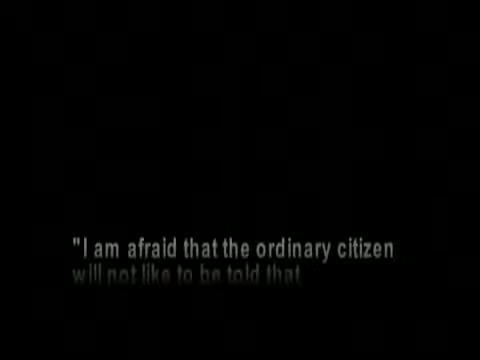 "I am afraid that the ordinary citizen
will not like to be told that